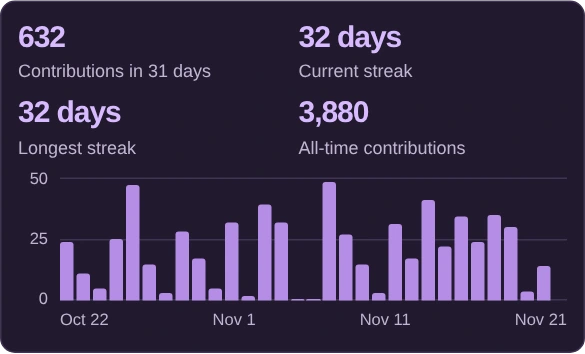 632
32 days
Contributions in 31 days
Current streak
32 days
3,880
Longest streak
All-time contributions
50
25
0
Oct 22
Nov 1
Nov 11
Nov 21